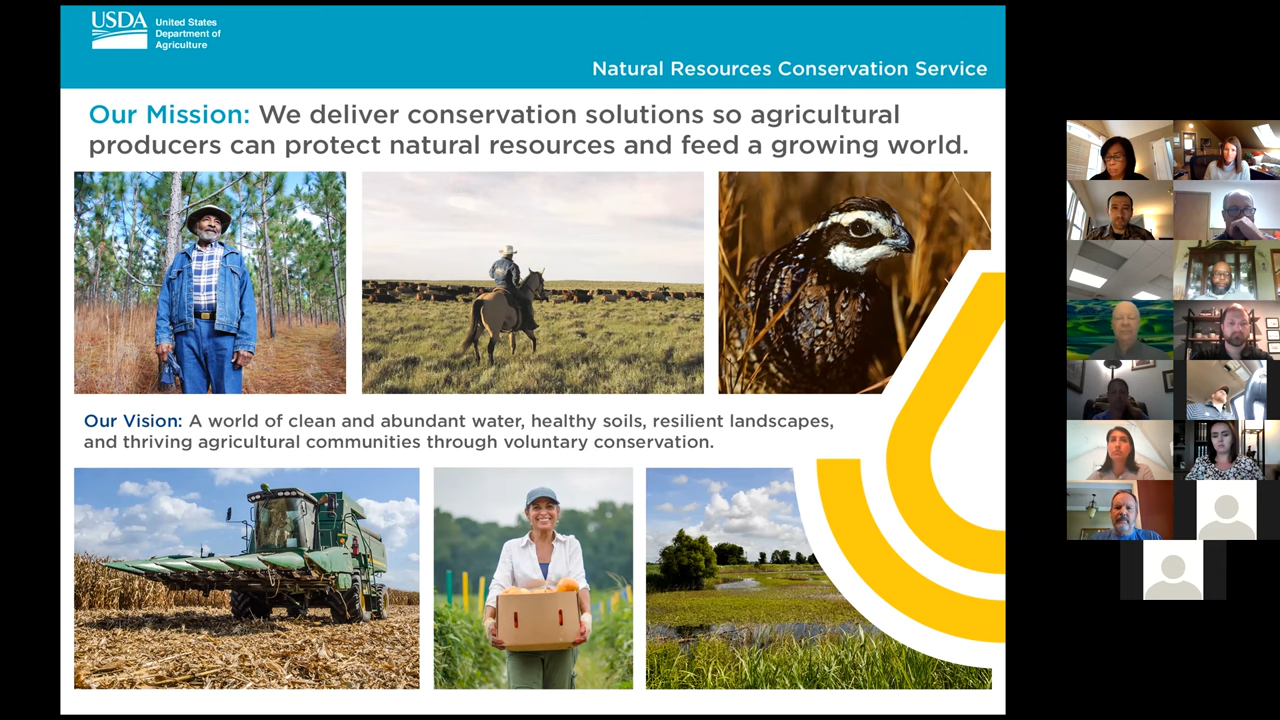 USDA
United States
Department of
Agriculture
Natural Resources Conservation Service
Our Mission: We deliver conservation solutions so agricultural
producers can protect natural resources and feed a growing world.
Our Vision: A world of clean and abundant water, healthy soils, resilient landscapes,
and thriving agricultural communities through voluntary conservation.